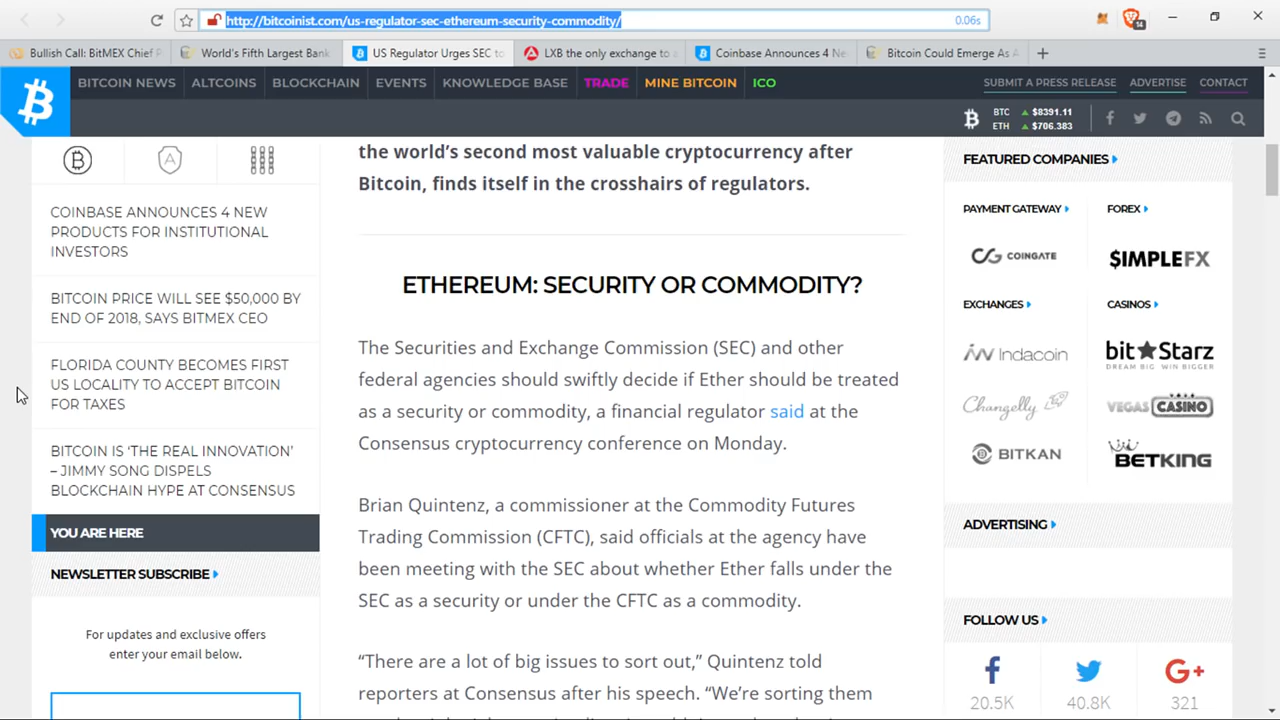 http://bitcoinist.com/us-regulator-sec-ethereum-security-commodity/
0.06s
14
Bullish Call: BitMEX Chief P
World's Fifth Largest Bank
US Regulator Urges SEC to
LXB the only exchange to a
Coinbase Announces 4 Ne
Bitcoin Could Emerge As A
BITCOIN NEWS
ALTCOINS
BLOCKCHAIN
EVENTS
KNOWLEDGE BASE
TRADE
MINE BITCOIN
ICO
SUBMIT A PRESS RELEASE
ADVERTISE
CONTACT
BTC $8391.11
ETH $706.383
COINBASE ANNOUNCES 4 NEW
PRODUCTS FOR INSTITUTIONAL
INVESTORS
BITCOIN PRICE WILL SEE $50,000 BY
END OF 2018, SAYS BITMEX CEO
FLORIDA COUNTY BECOMES FIRST
US LOCALITY TO ACCEPT BITCOIN
FOR TAXES
BITCOIN IS ‘THE REAL INNOVATION’
– JIMMY SONG DISPELS
BLOCKCHAIN HYPE AT CONSENSUS
YOU ARE HERE
NEWSLETTER SUBSCRIBE
For updates and exclusive offers
enter your email below.
the world’s second most valuable cryptocurrency after
Bitcoin, finds itself in the crosshairs of regulators.
ETHEREUM: SECURITY OR COMMODITY?
The Securities and Exchange Commission (SEC) and other
federal agencies should swiftly decide if Ether should be treated
as a security or commodity, a financial regulator said at the
Consensus cryptocurrency conference on Monday.
Brian Quintenz, a commissioner at the Commodity Futures
Trading Commission (CFTC), said officials at the agency have
been meeting with the SEC about whether Ether falls under the
SEC as a security or under the CFTC as a commodity.
“There are a lot of big issues to sort out,” Quintenz told
reporters at Consensus after his speech. “We’re sorting them
FEATURED COMPANIES
PAYMENT GATEWAY
FOREX
COINGATE
$IMPLEFX
EXCHANGES
CASINOS
Indacoin
bitStarz
DREAM BIG. WIN BIGGER.
Changelly
VEGAS CASINO
BITKAN
BETKING
ADVERTISING
FOLLOW US
20.5K
40.8K
G+
321